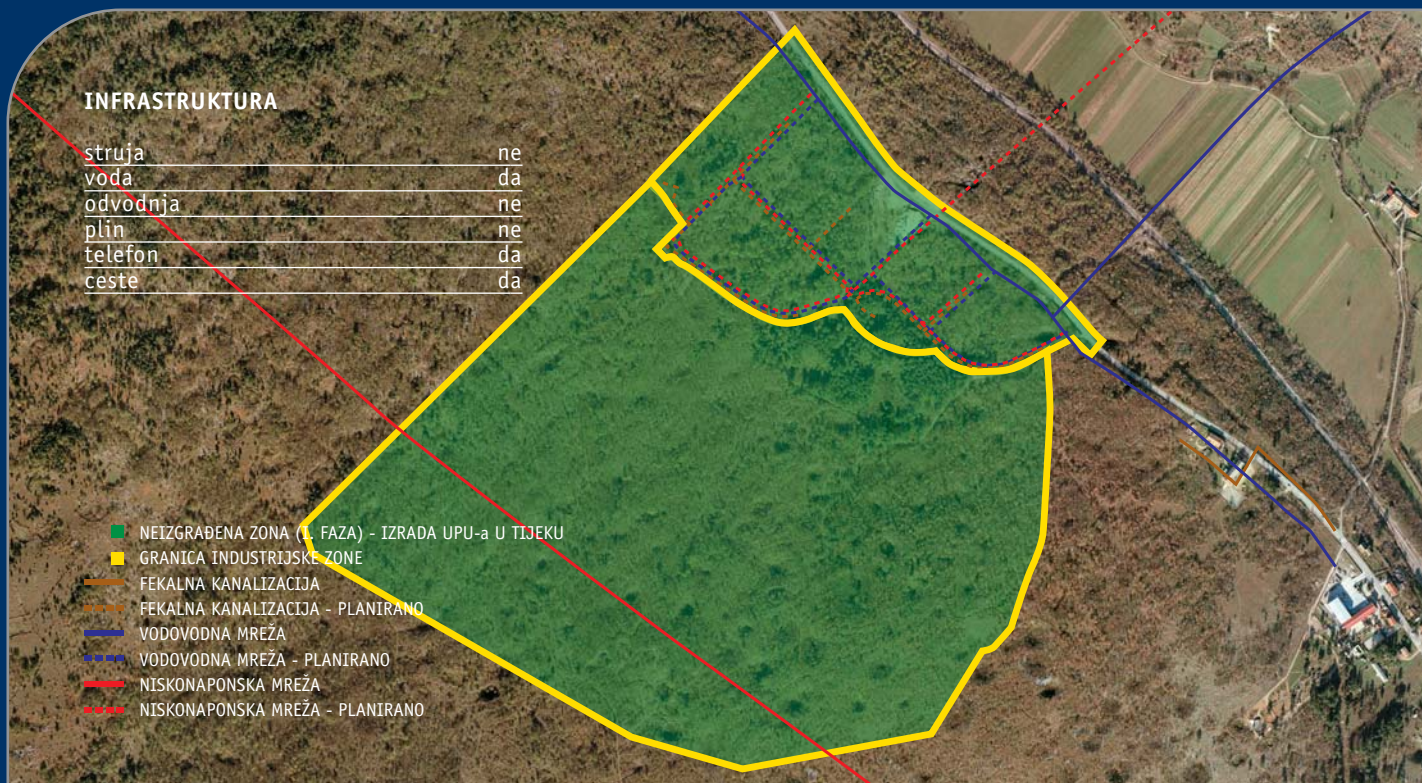 INFRASTRUKTURA
struja ne
voda da
odvodnja ne
plin ne
telefon da
ceste da
NEIZGRAĐENA ZONA (I. FAZA) - IZRADA UPU-a U TIJEKU
GRANICA INDUSTRIJSKE ZONE
FEKALNA KANALIZACIJA
FEKALNA KANALIZACIJA - PLANIRANO
VODOVODNA MREŽA
VODOVODNA MREŽA - PLANIRANO
NISKONAPONSKA MREŽA
NISKONAPONSKA MREŽA - PLANIRANO